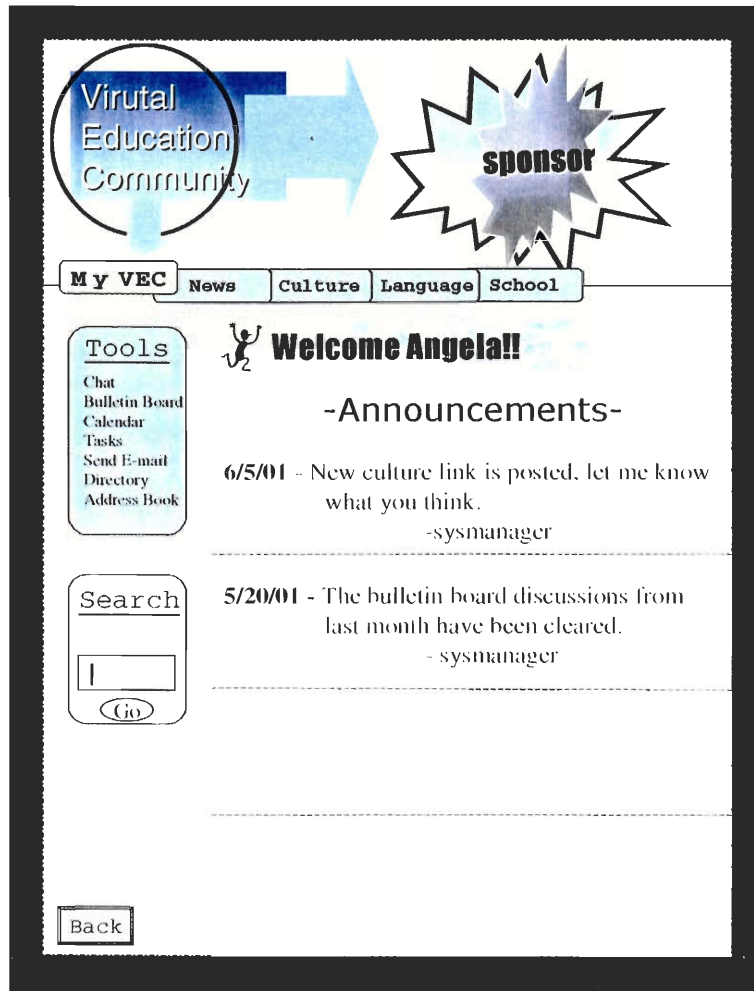 Virutal
Education
Community
sponsor
My VEC
News
Culture
Language
School
Tools
Chat
Bulletin Board
Calendar
Tasks
Send E-mail
Directory
Address Book
Search
Go
Welcome Angela!!
-Announcements-
6/5/01 - New culture link is posted, let me know
what you think.
-sysmanager
5/20/01 - The bulletin board discussions from
last month have been cleared.
- sysmanager
Back